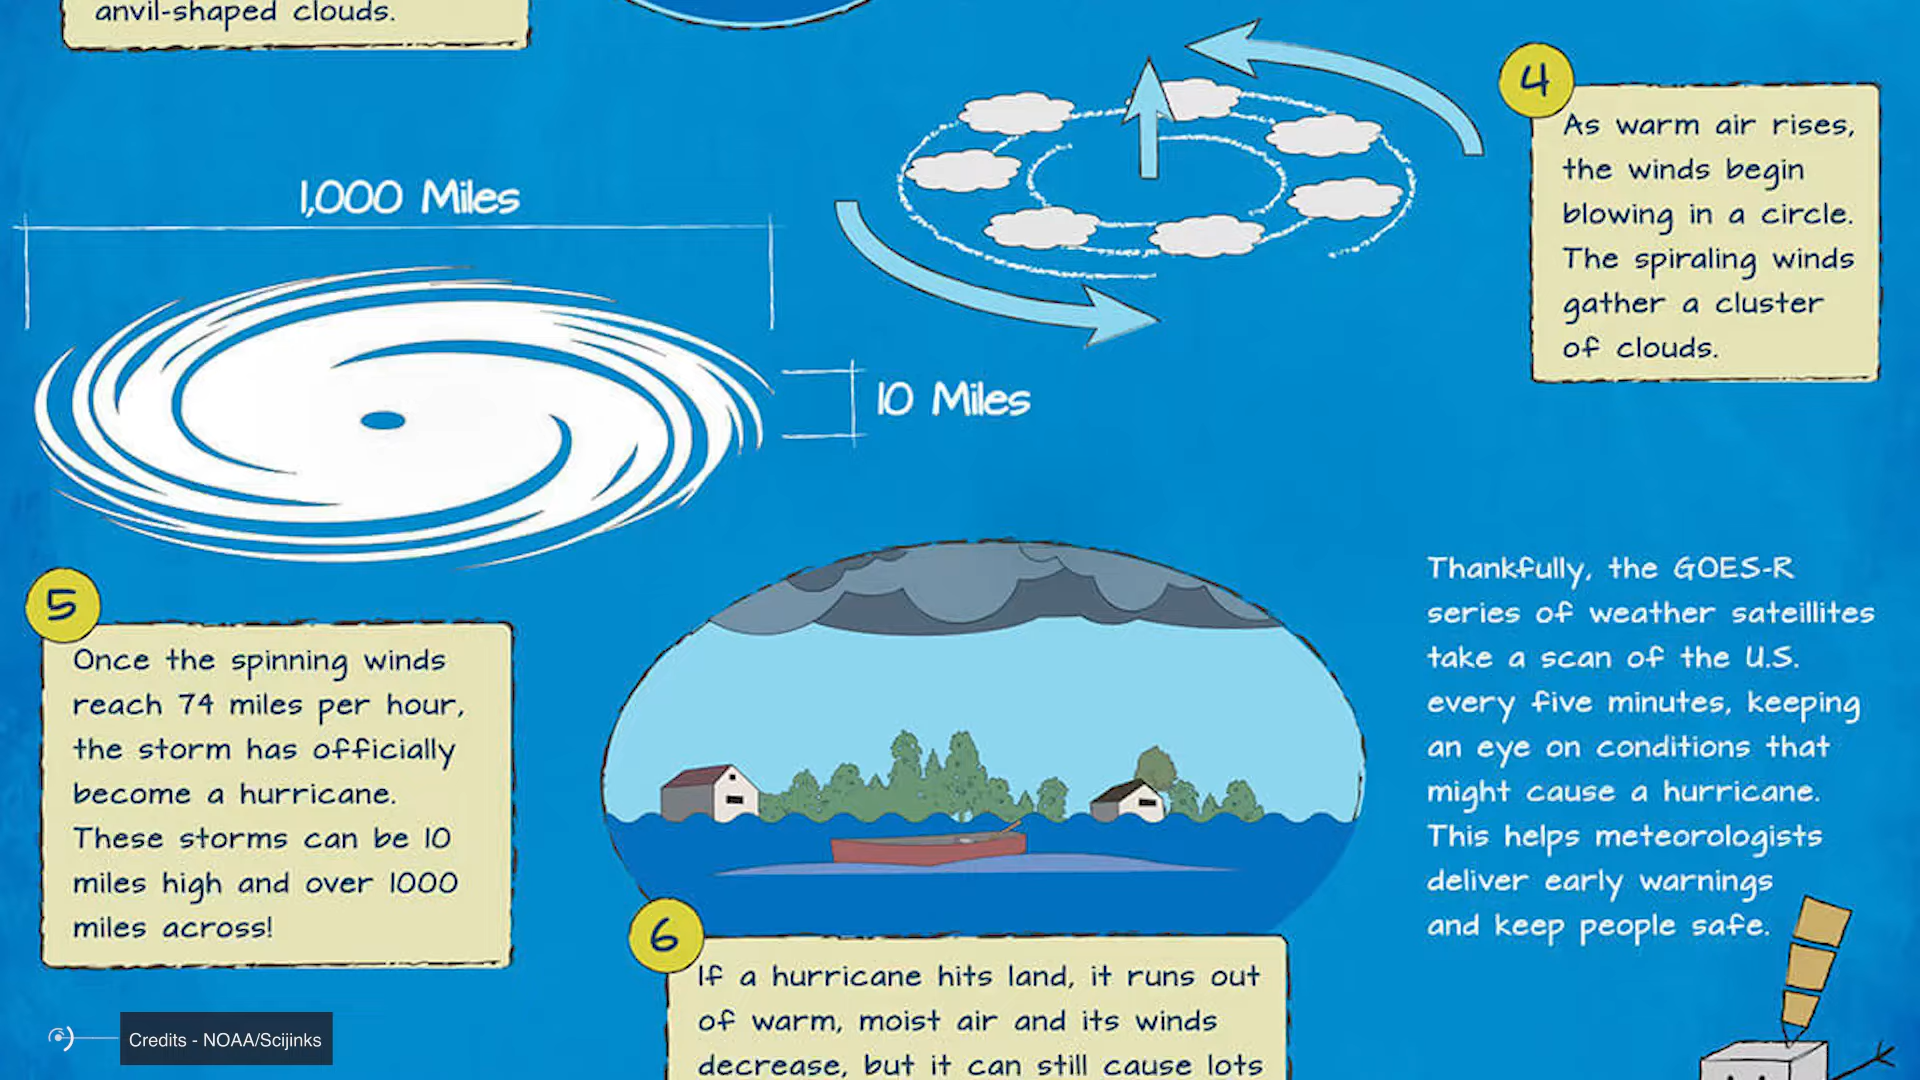 anvil-shaped clouds.
4
As warm air rises,
the winds begin
blowing in a circle.
The spiraling winds
gather a cluster
of clouds.
1,000 Miles
10 Miles
5
Once the spinning winds
reach 74 miles per hour,
the storm has officially
become a hurricane.
These storms can be 10
miles high and over 1000
miles across!
6
If a hurricane hits land, it runs out
of warm, moist air and its winds
decrease, but it can still cause lots
Thankfully, the GOES-R
series of weather sateillites
take a scan of the U.S.
every five minutes, keeping
an eye on conditions that
might cause a hurricane.
This helps meteorologists
deliver early warnings
and keep people safe.
Credits - NOAA/Scijinks